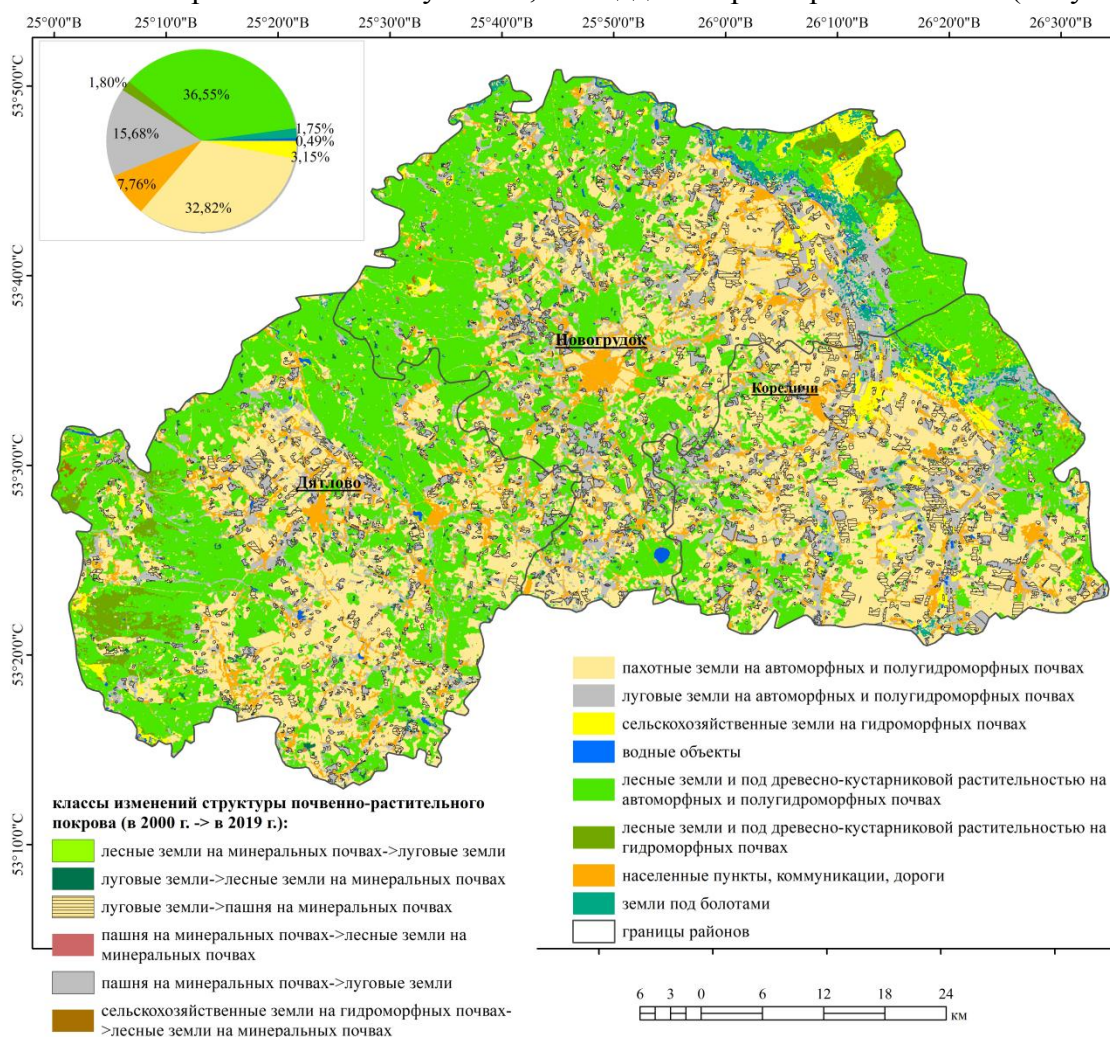 25°0'0"В 25°10'0"В 25°20'0"В 25°30'0"В 25°40'0"В 25°50'0"В 26°0'0"В 26°10'0"В 26°20'0"В 26°30'0"В
53°50'0"С
53°40'0"С
53°30'0"С
53°20'0"С
53°10'0"С
1,80%
36,55%
15,68%
1,75%
0,49%
3,15%
7,76%
32,82%
Новогрудок
Кореличи
Дятлово
пахотные земли на автоморфных и полугидроморфных почвах
луговые земли на автоморфных и полугидроморфных почвах
сельскохозяйственные земли на гидроморфных почвах
водные объекты
лесные земли и под древесно-кустарниковой растительностью на
автоморфных и полугидроморфных почвах
лесные земли и под древесно-кустарниковой растительностью на
гидроморфных почвах
населенные пункты, коммуникации, дороги
земли под болотами
границы районов
классы изменений структуры почвенно-растительного
покрова (в 2000 г. -> в 2019 г.):
лесные земли на минеральных почвах->луговые земли
луговые земли->лесные земли на минеральных почвах
луговые земли->пашня на минеральных почвах
пашня на минеральных почвах->лесные земли на
минеральных почвах
пашня на минеральных почвах->луговые земли
сельскохозяйственные земли на гидроморфных почвах-
>лесные земли на минеральных почвах
6 3 0 6 12 18 24
км